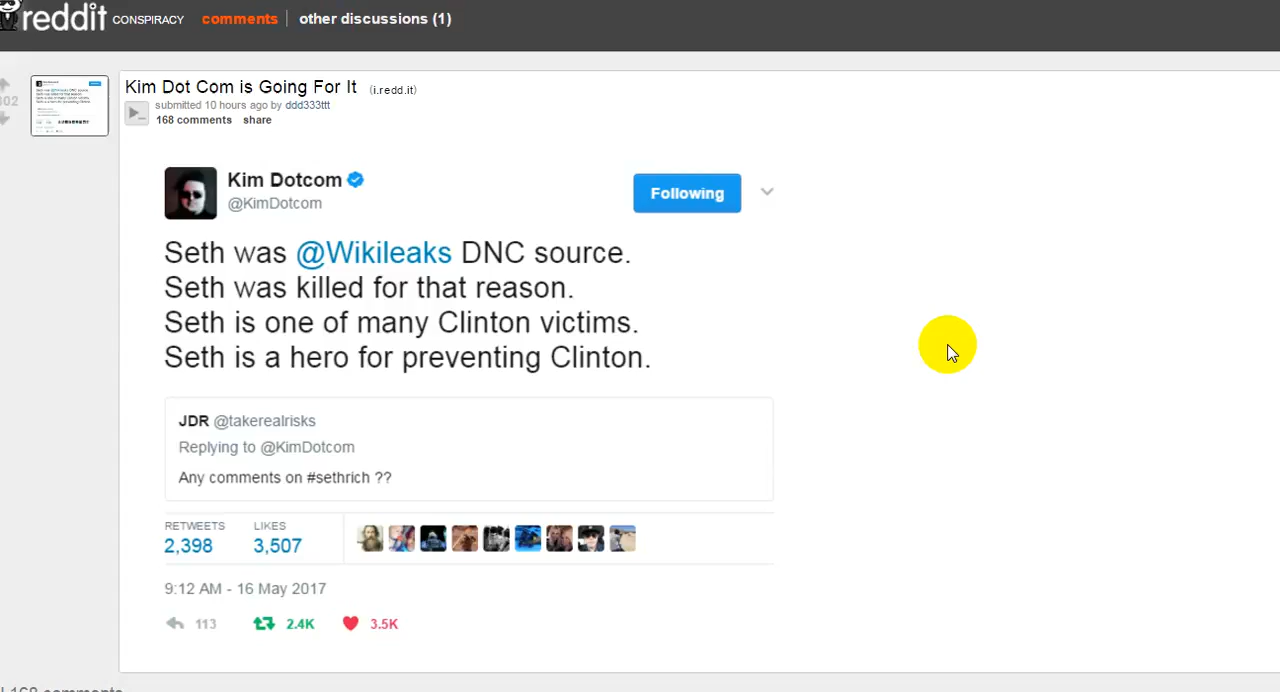 reddit CONSPIRACY comments other discussions (1)
Kim Dot Com is Going For It (i.redd.it)
submitted 10 hours ago by ddd333ttt
168 comments share
Kim Dotcom
@KimDotcom
Following
Seth was @Wikileaks DNC source.
Seth was killed for that reason.
Seth is one of many Clinton victims.
Seth is a hero for preventing Clinton.
JDR @takerealrisks
Replying to @KimDotcom
Any comments on #sethrich ??
RETWEETS LIKES
2,398 3,507
9:12 AM - 16 May 2017
113 2.4K 3.5K